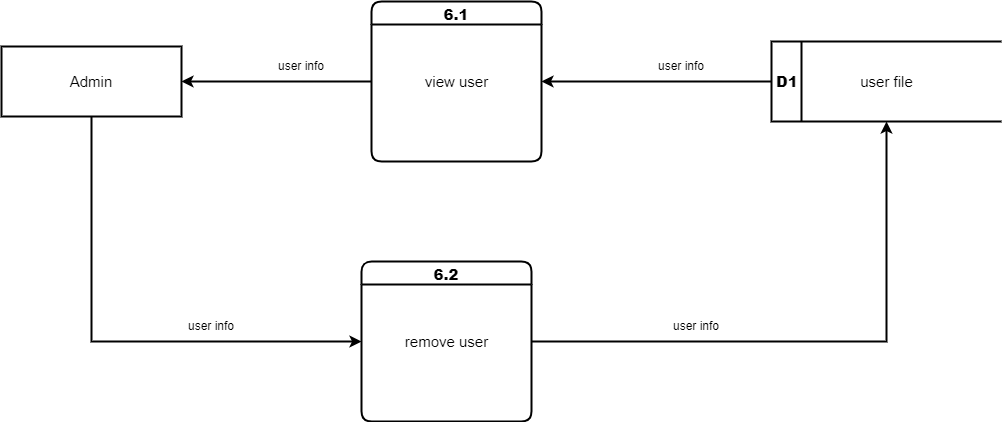 6.1
user info
user info
Admin
view user
D1
user file
6.2
user info
user info
remove user